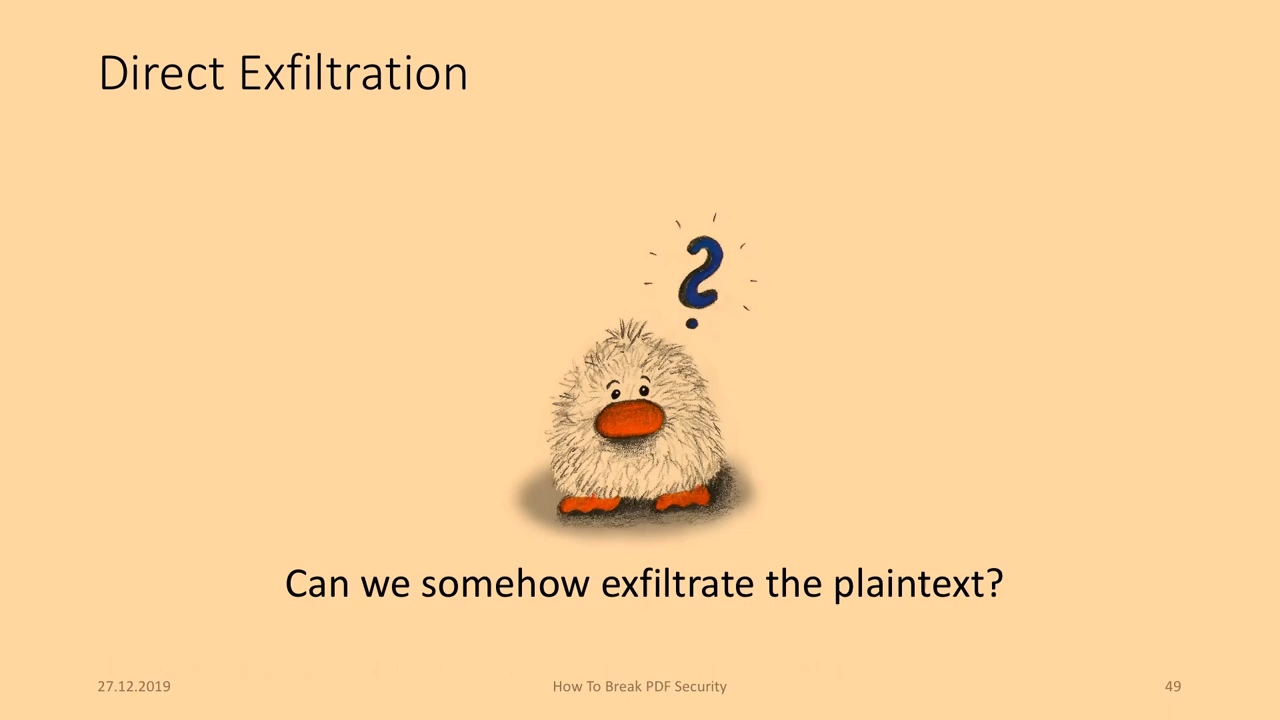 Direct Exfiltration
?
Can we somehow exfiltrate the plaintext?
27.12.2019
How To Break PDF Security
49